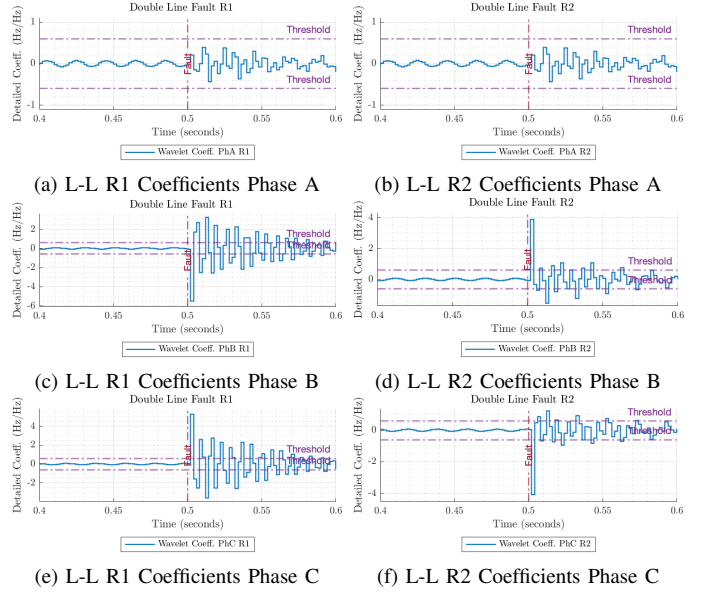 Double Line Fault R1
Detailed Coeff. (Hz/Hz)
1
0
-1
Threshold
Threshold
Fault
0.4 0.45 0.5 0.55 0.6
Time (seconds)
Wavelet Coeff. PhA R1
(a) L-L R1 Coefficients Phase A
Double Line Fault R2
Detailed Coeff. (Hz/Hz)
1
0
-1
Threshold
Threshold
Fault
0.4 0.45 0.5 0.55 0.6
Time (seconds)
Wavelet Coeff. PhA R2
(b) L-L R2 Coefficients Phase A
Double Line Fault R1
Detailed Coeff. (Hz/Hz)
2
0
-2
-4
-6
Threshold
Threshold
Fault
0.4 0.45 0.5 0.55 0.6
Time (seconds)
Wavelet Coeff. PhB R1
(c) L-L R1 Coefficients Phase B
Double Line Fault R2
Detailed Coeff. (Hz/Hz)
4
2
0
Threshold
Threshold
Fault
0.4 0.45 0.5 0.55 0.6
Time (seconds)
Wavelet Coeff. PhB R2
(d) L-L R2 Coefficients Phase B
Double Line Fault R1
Detailed Coeff. (Hz/Hz)
4
2
0
-2
Threshold
Threshold
Fault
0.4 0.45 0.5 0.55 0.6
Time (seconds)
Wavelet Coeff. PhC R1
(e) L-L R1 Coefficients Phase C
Double Line Fault R2
Detailed Coeff. (Hz/Hz)
0
-2
-4
Threshold
Threshold
Fault
0.4 0.45 0.5 0.55 0.6
Time (seconds)
Wavelet Coeff. PhC R2
(f) L-L R2 Coefficients Phase C